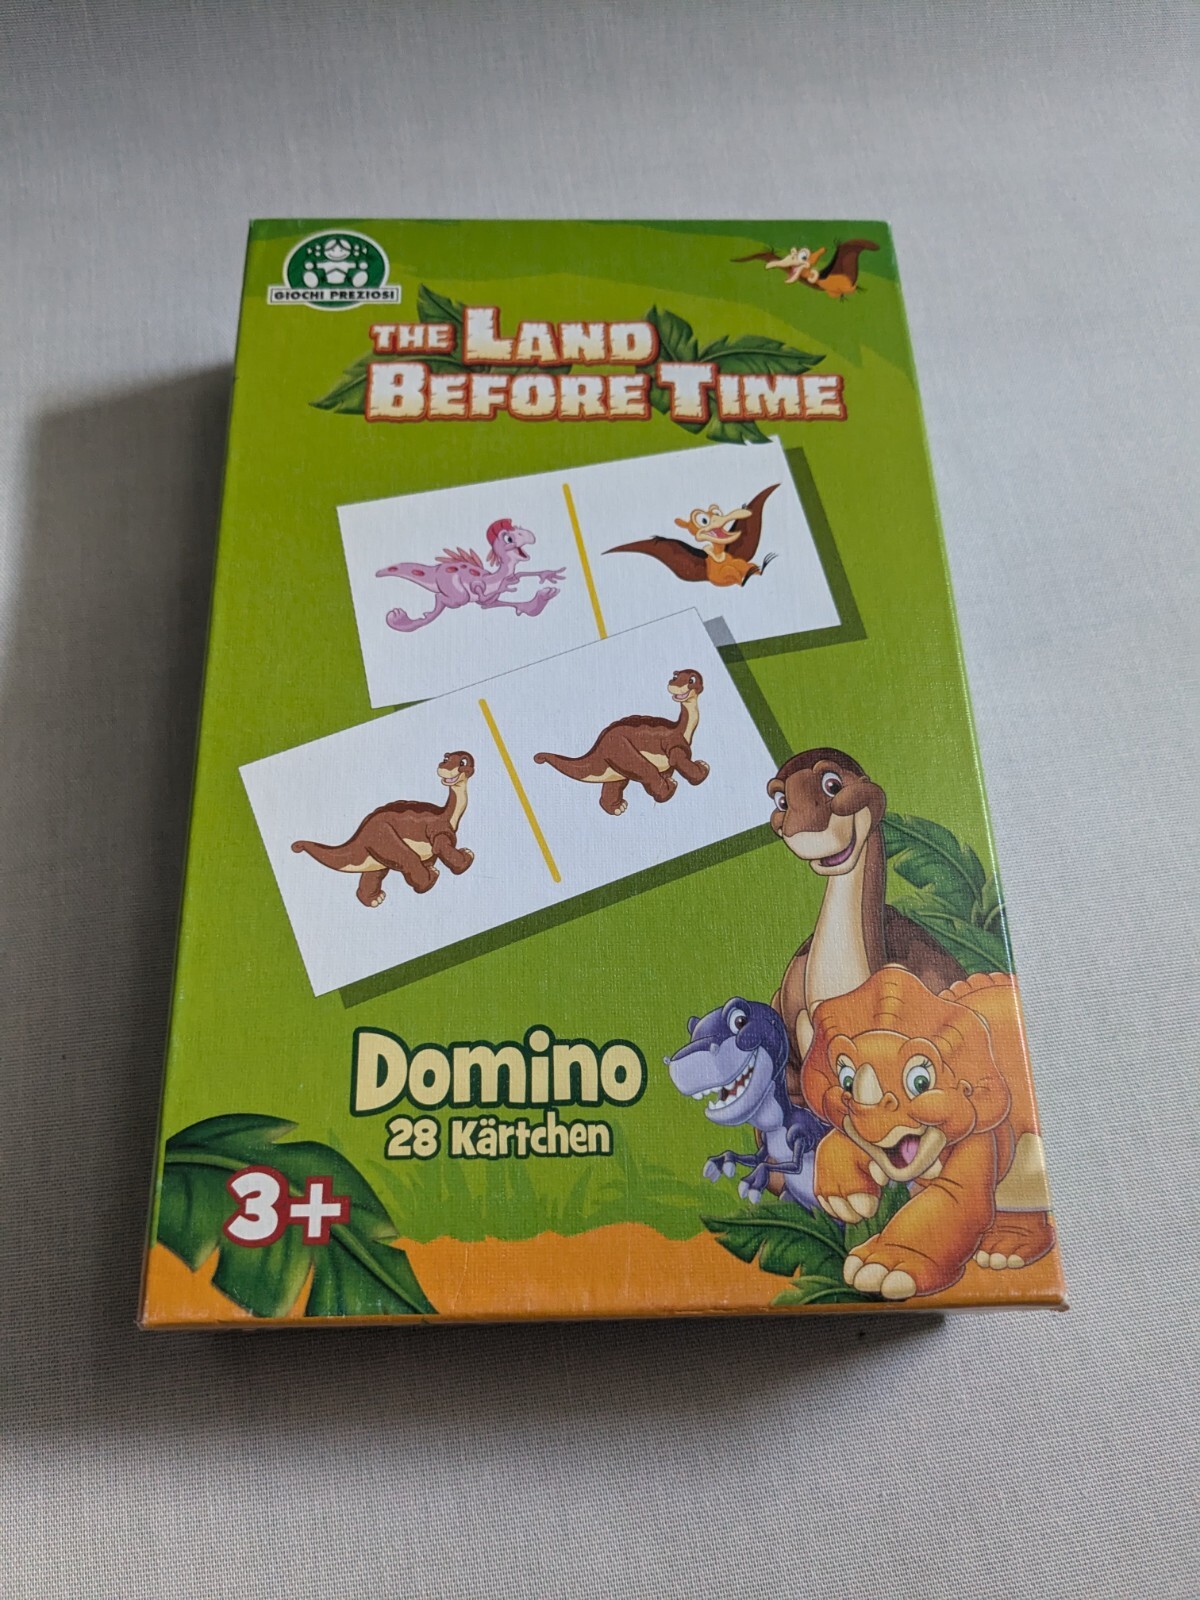 GIOCHI PREZIOSI
THE LAND
BEFORE TIME
Domino
28 Kärtchen
3+